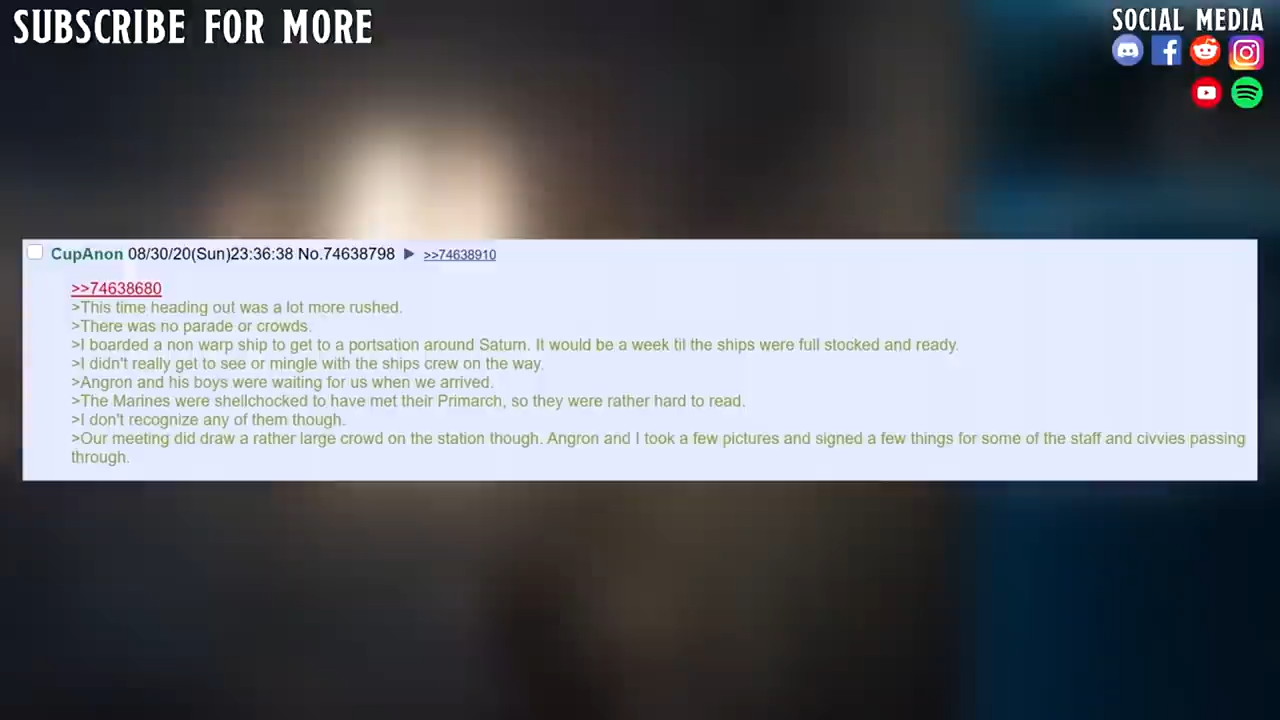 SUBSCRIBE FOR MORE
SOCIAL MEDIA
CupAnon 08/30/20(Sun)23:36:38 No.74638798 ▶ >>74638910
>>74638680
>This time heading out was a lot more rushed.
>There was no parade or crowds.
>I boarded a non warp ship to get to a portsation around Saturn. It would be a week til the ships were full stocked and ready.
>I didn't really get to see or mingle with the ships crew on the way.
>Angron and his boys were waiting for us when we arrived.
>The Marines were shellchocked to have met their Primarch, so they were rather hard to read.
>I don't recognize any of them though.
>Our meeting did draw a rather large crowd on the station though. Angron and I took a few pictures and signed a few things for some of the staff and civvies passing
through.